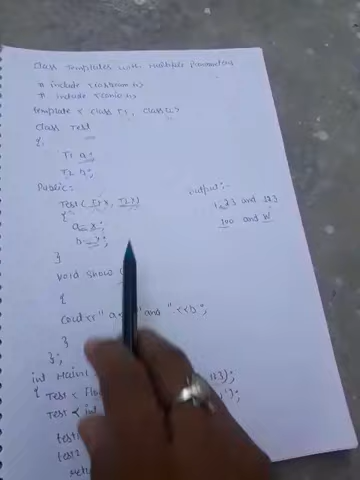 Class Templates with Multiple Parameters
# include <iostream.h>
# include <conio.h>
template < class T1, class T2>
class Test
{
T1 a;
T2 b;
Public:
Test( T1 x, T2 y)
{
a = x;
b = y;
}
void show
{
cout<< a<< " and " <<b;
}
};
int Main
{ Test <
Test < int
test1
test2
output:-
1.23 and 123
100 and W